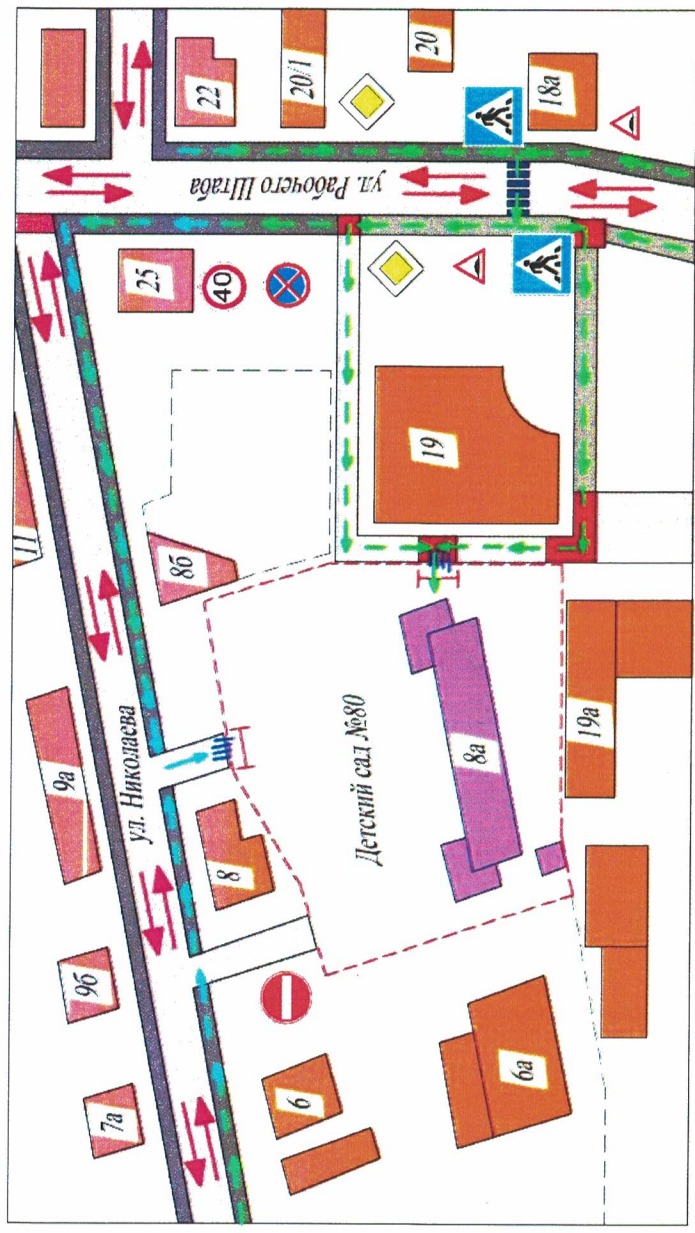 7а
9б
9а
11
ул. Николаева
6
8
8б
25
22
40
20/1
ул. Рабочего Штаба
Детский сад №80
19
20
6а
8а
18а
19а